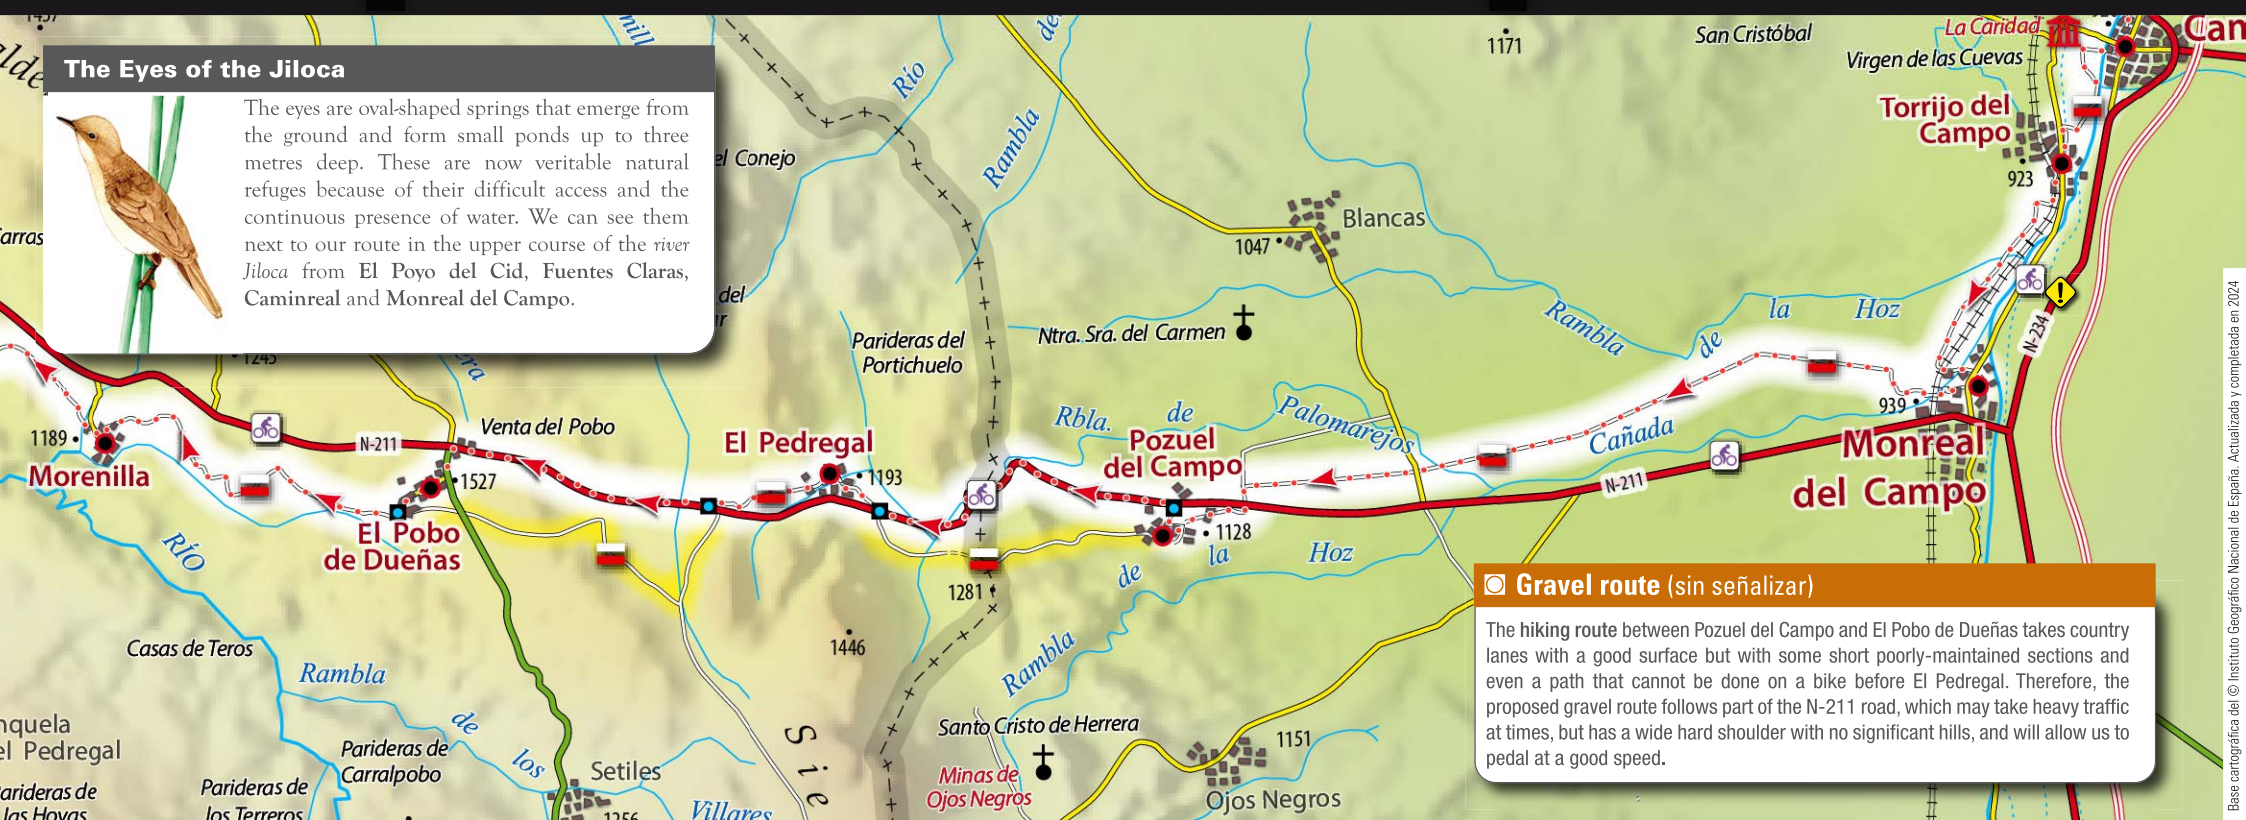 The Eyes of the Jiloca
The eyes are oval-shaped springs that emerge from
the ground and form small ponds up to three
metres deep. These are now veritable natural
refuges because of their difficult access and the
continuous presence of water. We can see them
next to our route in the upper course of the river
Jiloca from El Poyo del Cid, Fuentes Claras,
Caminreal and Monreal del Campo.
Río
de
Rambla
el Conejo
del
1171
San Cristóbal
La Caridad
Virgen de las Cuevas
Torrijo del
Campo
923
Blancas
1047
Ntra. Sra. del Carmen
Parideras del
Portichuelo
Rambla
de
la
Hoz
N-234
1245
1189
Morenilla
N-211
Venta del Pobo
1527
El Pobo
de Dueñas
El Pedregal
1193
Rbla.
de
Palomarejos
Pozuel
del Campo
1128
Cañada
939
N-211
Monreal
del Campo
RÍO
1281
de
la
Hoz
Rambla
1446
Casas de Teros
Rambla
de
los
Villares
Parideras de
Carralpobo
Parideras de
los Terreros
el Pedregal
Setiles
1256
Sie
Santo Cristo de Herrera
Minas de
Ojos Negros
1151
Ojos Negros
Gravel route (sin señalizar)
The hiking route between Pozuel del Campo and El Pobo de Dueñas takes country
lanes with a good surface but with some short poorly-maintained sections and
even a path that cannot be done on a bike before El Pedregal. Therefore, the
proposed gravel route follows part of the N-211 road, which may take heavy traffic
at times, but has a wide hard shoulder with no significant hills, and will allow us to
pedal at a good speed.
Base cartográfica del © Instituto Geográfico Nacional de España. Actualizada y completada en 2024